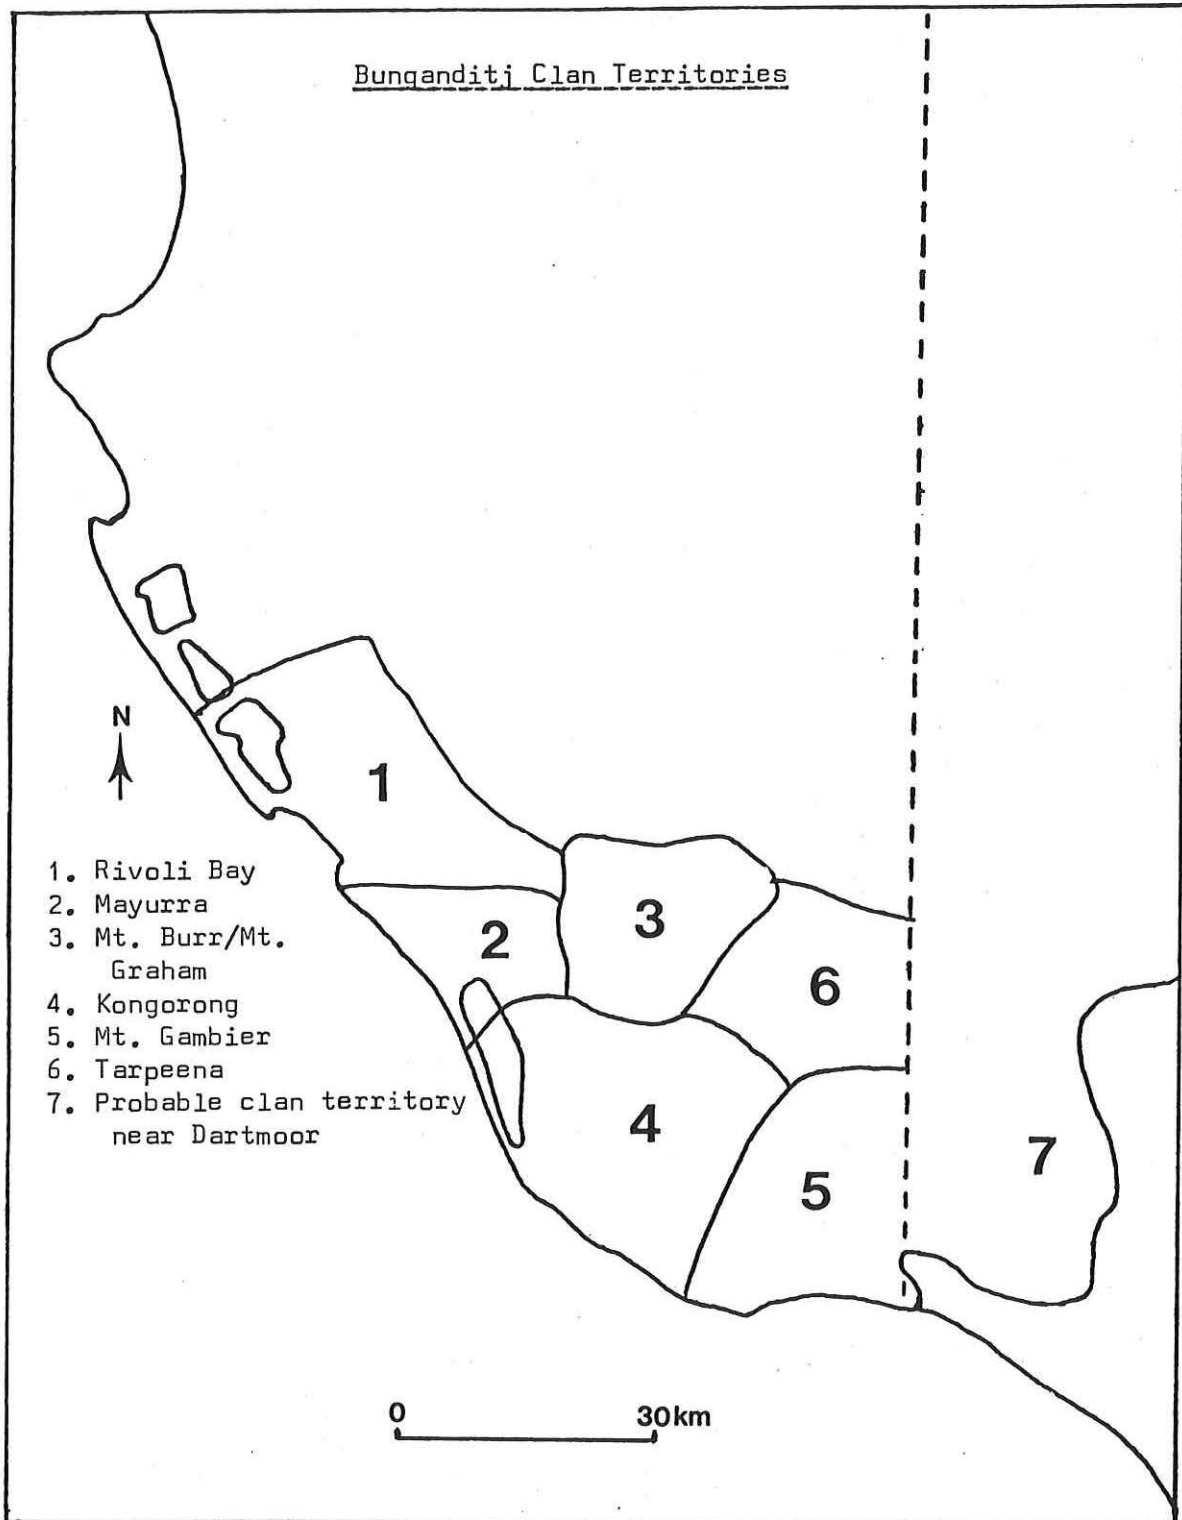 Bunganditj Clan Territories
N
1
2
3
6
4
5
7
1. Rivoli Bay
2. Mayurra
3. Mt. Burr/Mt.
Graham
4. Kongorong
5. Mt. Gambier
6. Tarpeena
7. Probable clan territory
near Dartmoor
0 30km